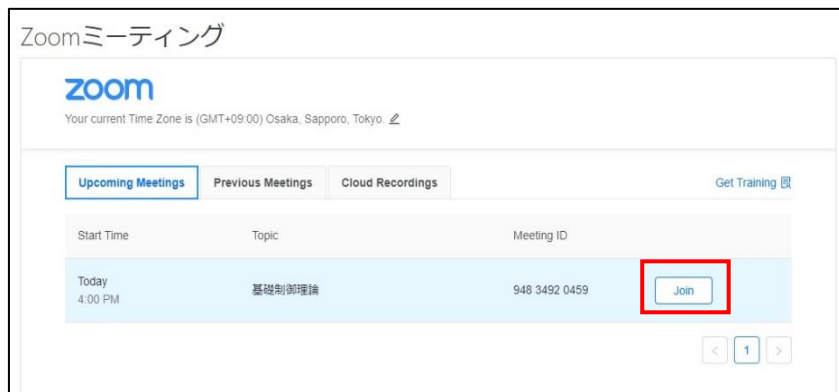 Zoomミーティング
zoom
Your current Time Zone is (GMT+09:00) Osaka, Sapporo, Tokyo.
Upcoming Meetings Previous Meetings Cloud Recordings Get Training
Start Time Topic Meeting ID
Today
4:00 PM 基礎制御理論 948 3492 0459 Join
< 1 >